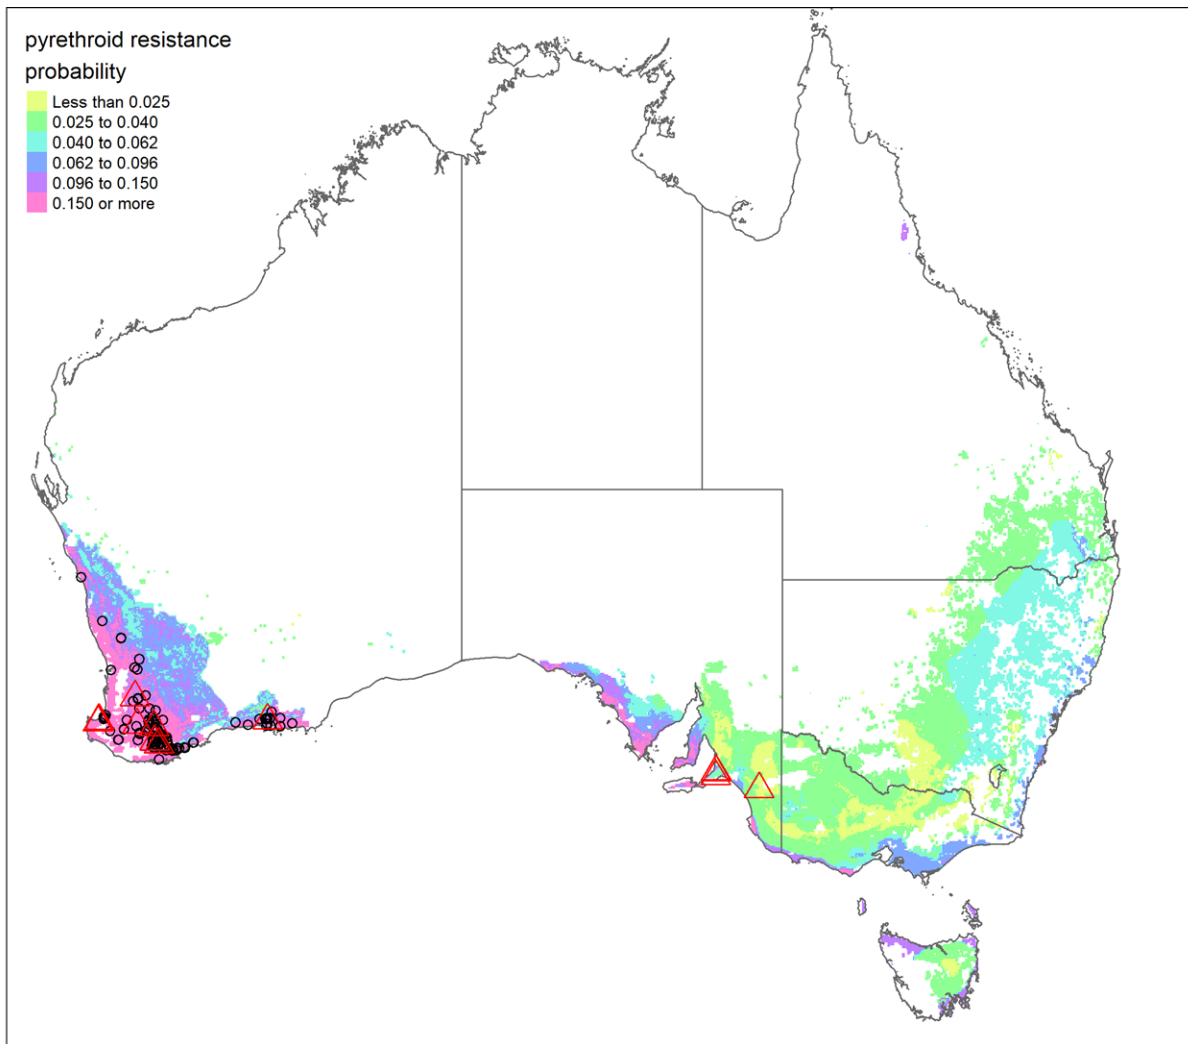 pyrethroid resistance
probability
Less than 0.025
0.025 to 0.040
0.040 to 0.062
0.062 to 0.096
0.096 to 0.150
0.150 or more